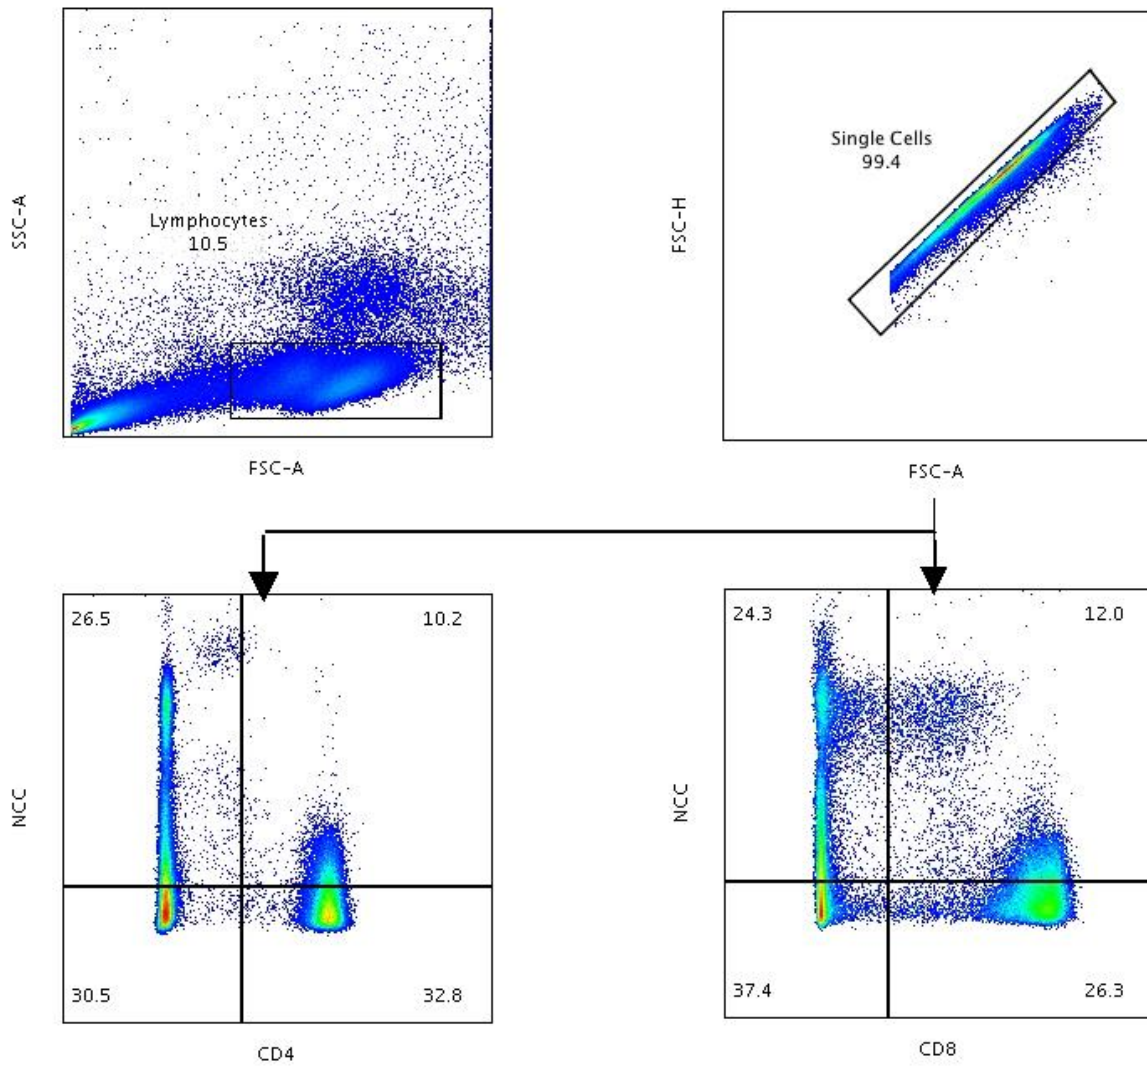 SSC-A
Lymphocytes
10.5
FSC-A
FSC-H
Single Cells
99.4
FSC-A
NCC
26.5
10.2
30.5
32.8
CD4
NCC
24.3
12.0
37.4
26.3
CD8